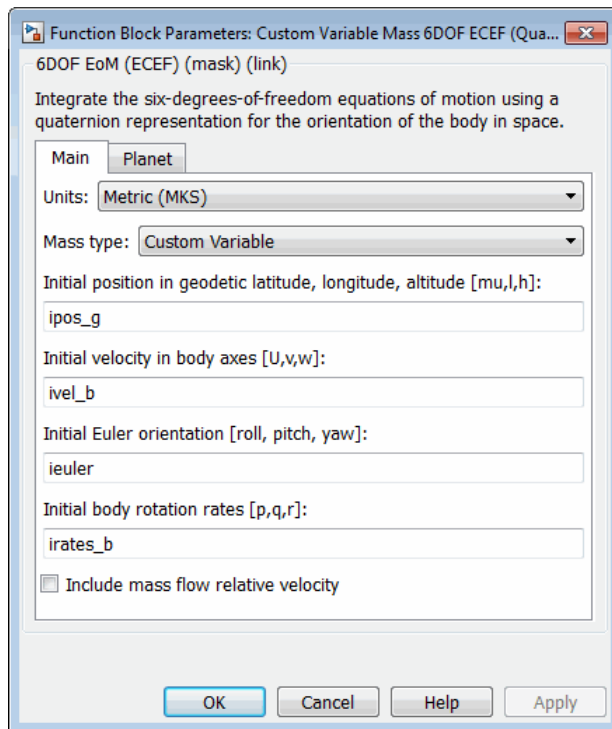 Function Block Parameters: Custom Variable Mass 6DOF ECEF (Qua...
6DOF EoM (ECEF) (mask) (link)
Integrate the six-degrees-of-freedom equations of motion using a
quaternion representation for the orientation of the body in space.
Main Planet
Units: Metric (MKS)
Mass type: Custom Variable
Initial position in geodetic latitude, longitude, altitude [mu,l,h]:
ipos_g
Initial velocity in body axes [U,v,w]:
ivel_b
Initial Euler orientation [roll, pitch, yaw]:
ieuler
Initial body rotation rates [p,q,r]:
irates_b
Include mass flow relative velocity
OK Cancel Help Apply